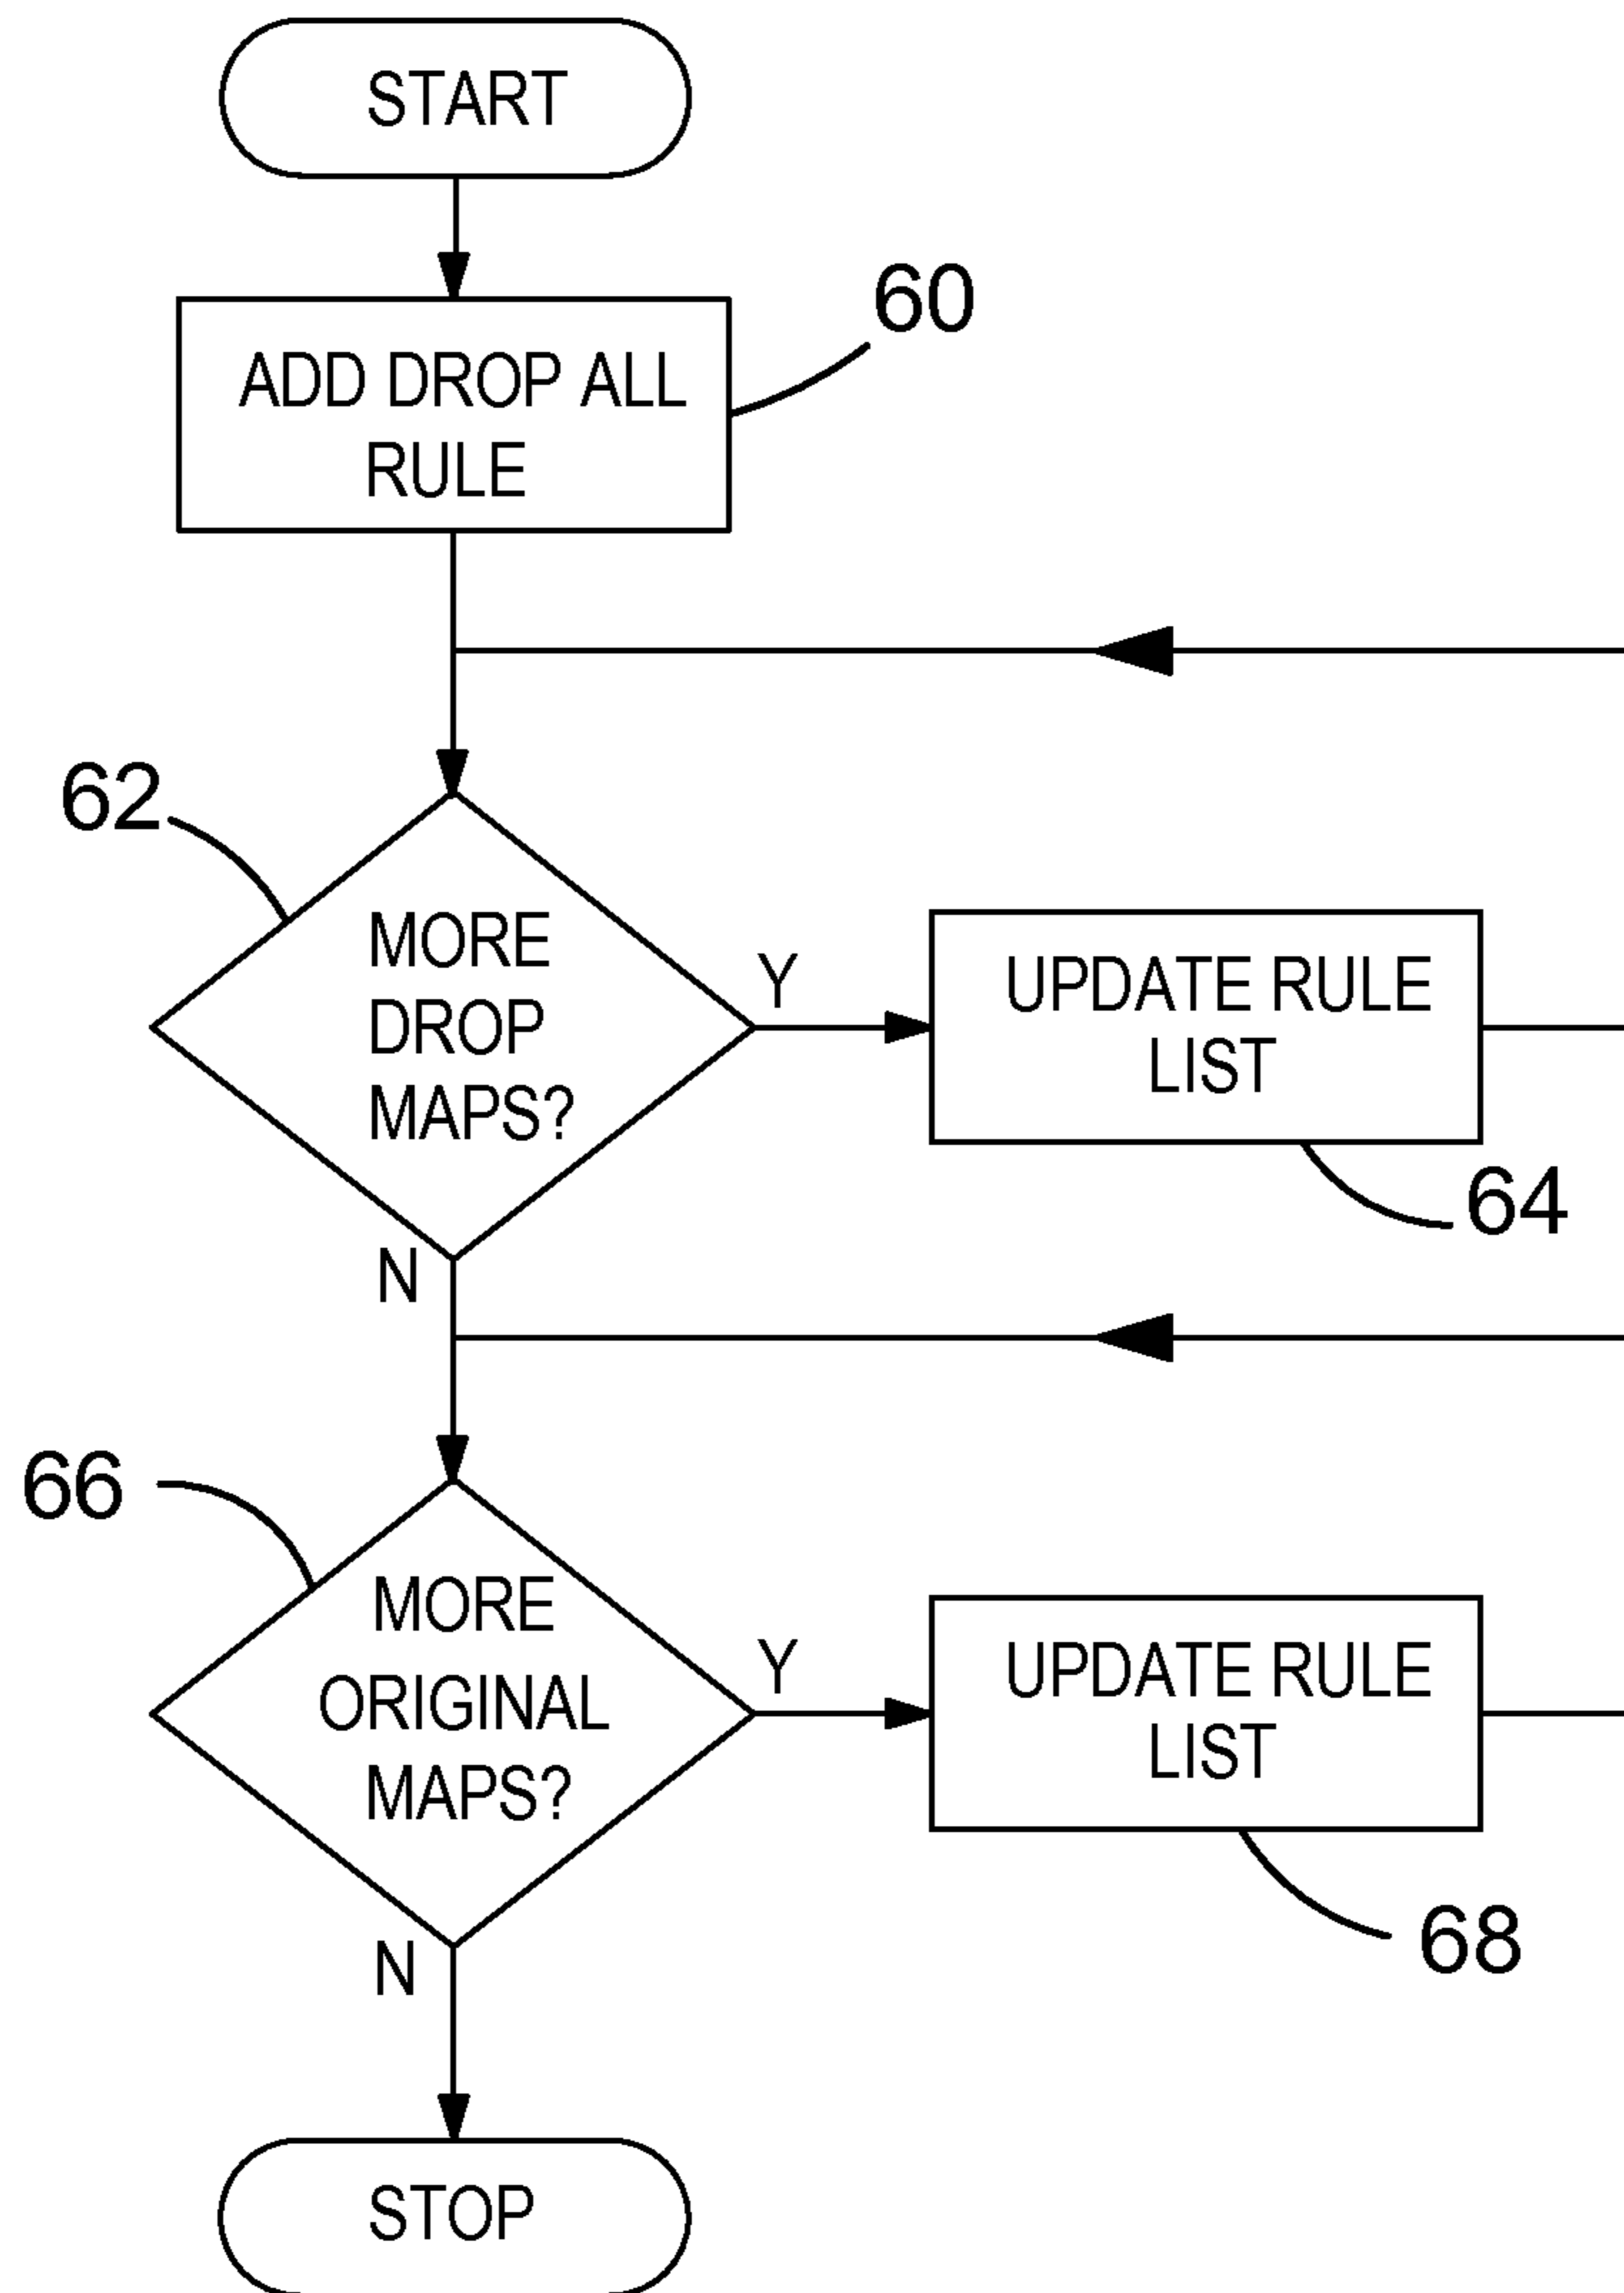 START
60
ADD DROP ALL
RULE
62
MORE
DROP
MAPS?
Y
UPDATE RULE
LIST
64
N
66
MORE
ORIGINAL
MAPS?
Y
UPDATE RULE
LIST
68
N
STOP